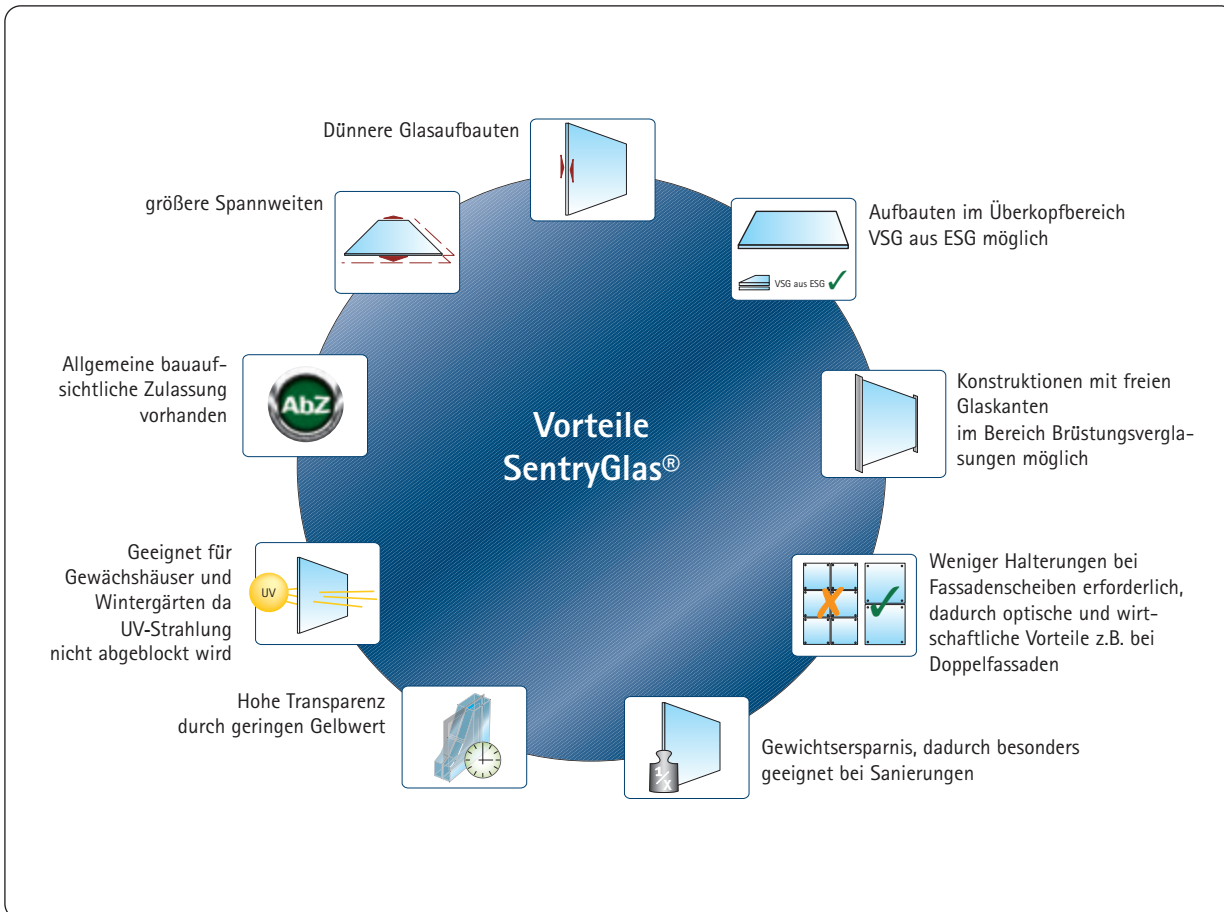 Dünnere Glasaufbauten
größere Spannweiten
Aufbauten im Überkopfbereich
VSG aus ESG möglich
VSG aus ESG
Allgemeine bauauf-
sichtliche Zulassung
vorhanden
AbZ
Vorteile
SentryGlas®
Konstruktionen mit freien
Glaskanten
im Bereich Brüstungsvergla-
sungen möglich
Geeignet für
Gewächshäuser und
Wintergärten da
UV-Strahlung
nicht abgeblockt wird
UV
Weniger Halterungen bei
Fassadenscheiben erforderlich,
dadurch optische und wirt-
schaftliche Vorteile z.B. bei
Doppelfassaden
Hohe Transparenz
durch geringen Gelbwert
1/x
Gewichtsersparnis, dadurch besonders
geeignet bei Sanierungen